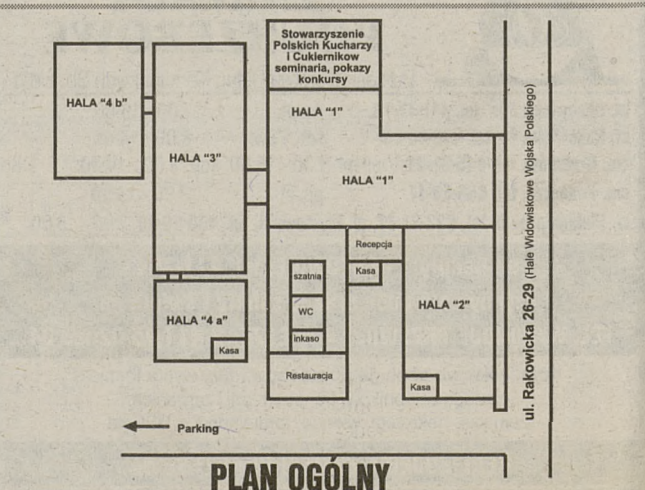 Stowarzyszenie
Polskich Kucharzy
i Cukiernikow
seminaria, pokazy
konkursy
HALA "4 b"
HALA "1"
HALA "3"
HALA "1"
Recepcja
szatnia
Kasa
WC
HALA "2"
HALA "4 a"
inkaso
Kasa
Restauracja
Kasa
ul. Rakowicka 26-29 (Hale Widowiskowe Wojska Polskiego)
Parking
PLAN OGÓLNY